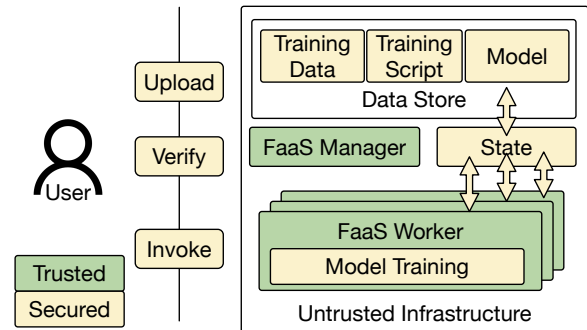 Training
Data
Training
Script
Model
Data Store
Upload
Verify
Invoke
User
FaaS Manager
State
FaaS Worker
Model Training
Trusted
Secured
Untrusted Infrastructure